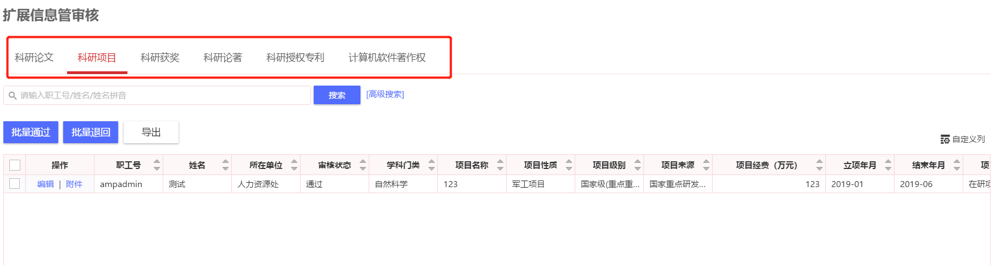 扩展信息管审核
科研论文 科研项目 科研获奖 科研论著 科研授权专利 计算机软件著作权
请输入职工号/姓名/姓名拼音 搜索 [高级搜索]
批量通过 批量退回 导出
自定义列
操作 职工号 姓名 所在单位 审核状态 学科门类 项目名称 项目性质 项目级别 项目来源 项目经费（万元） 立项年月 结束年月 项
编辑 | 附件 ampadmin 测试 人力资源处 通过 自然科学 123 军工项目 国家级(重点重... 国家重点研发... 123 2019-01 2019-06 在研项